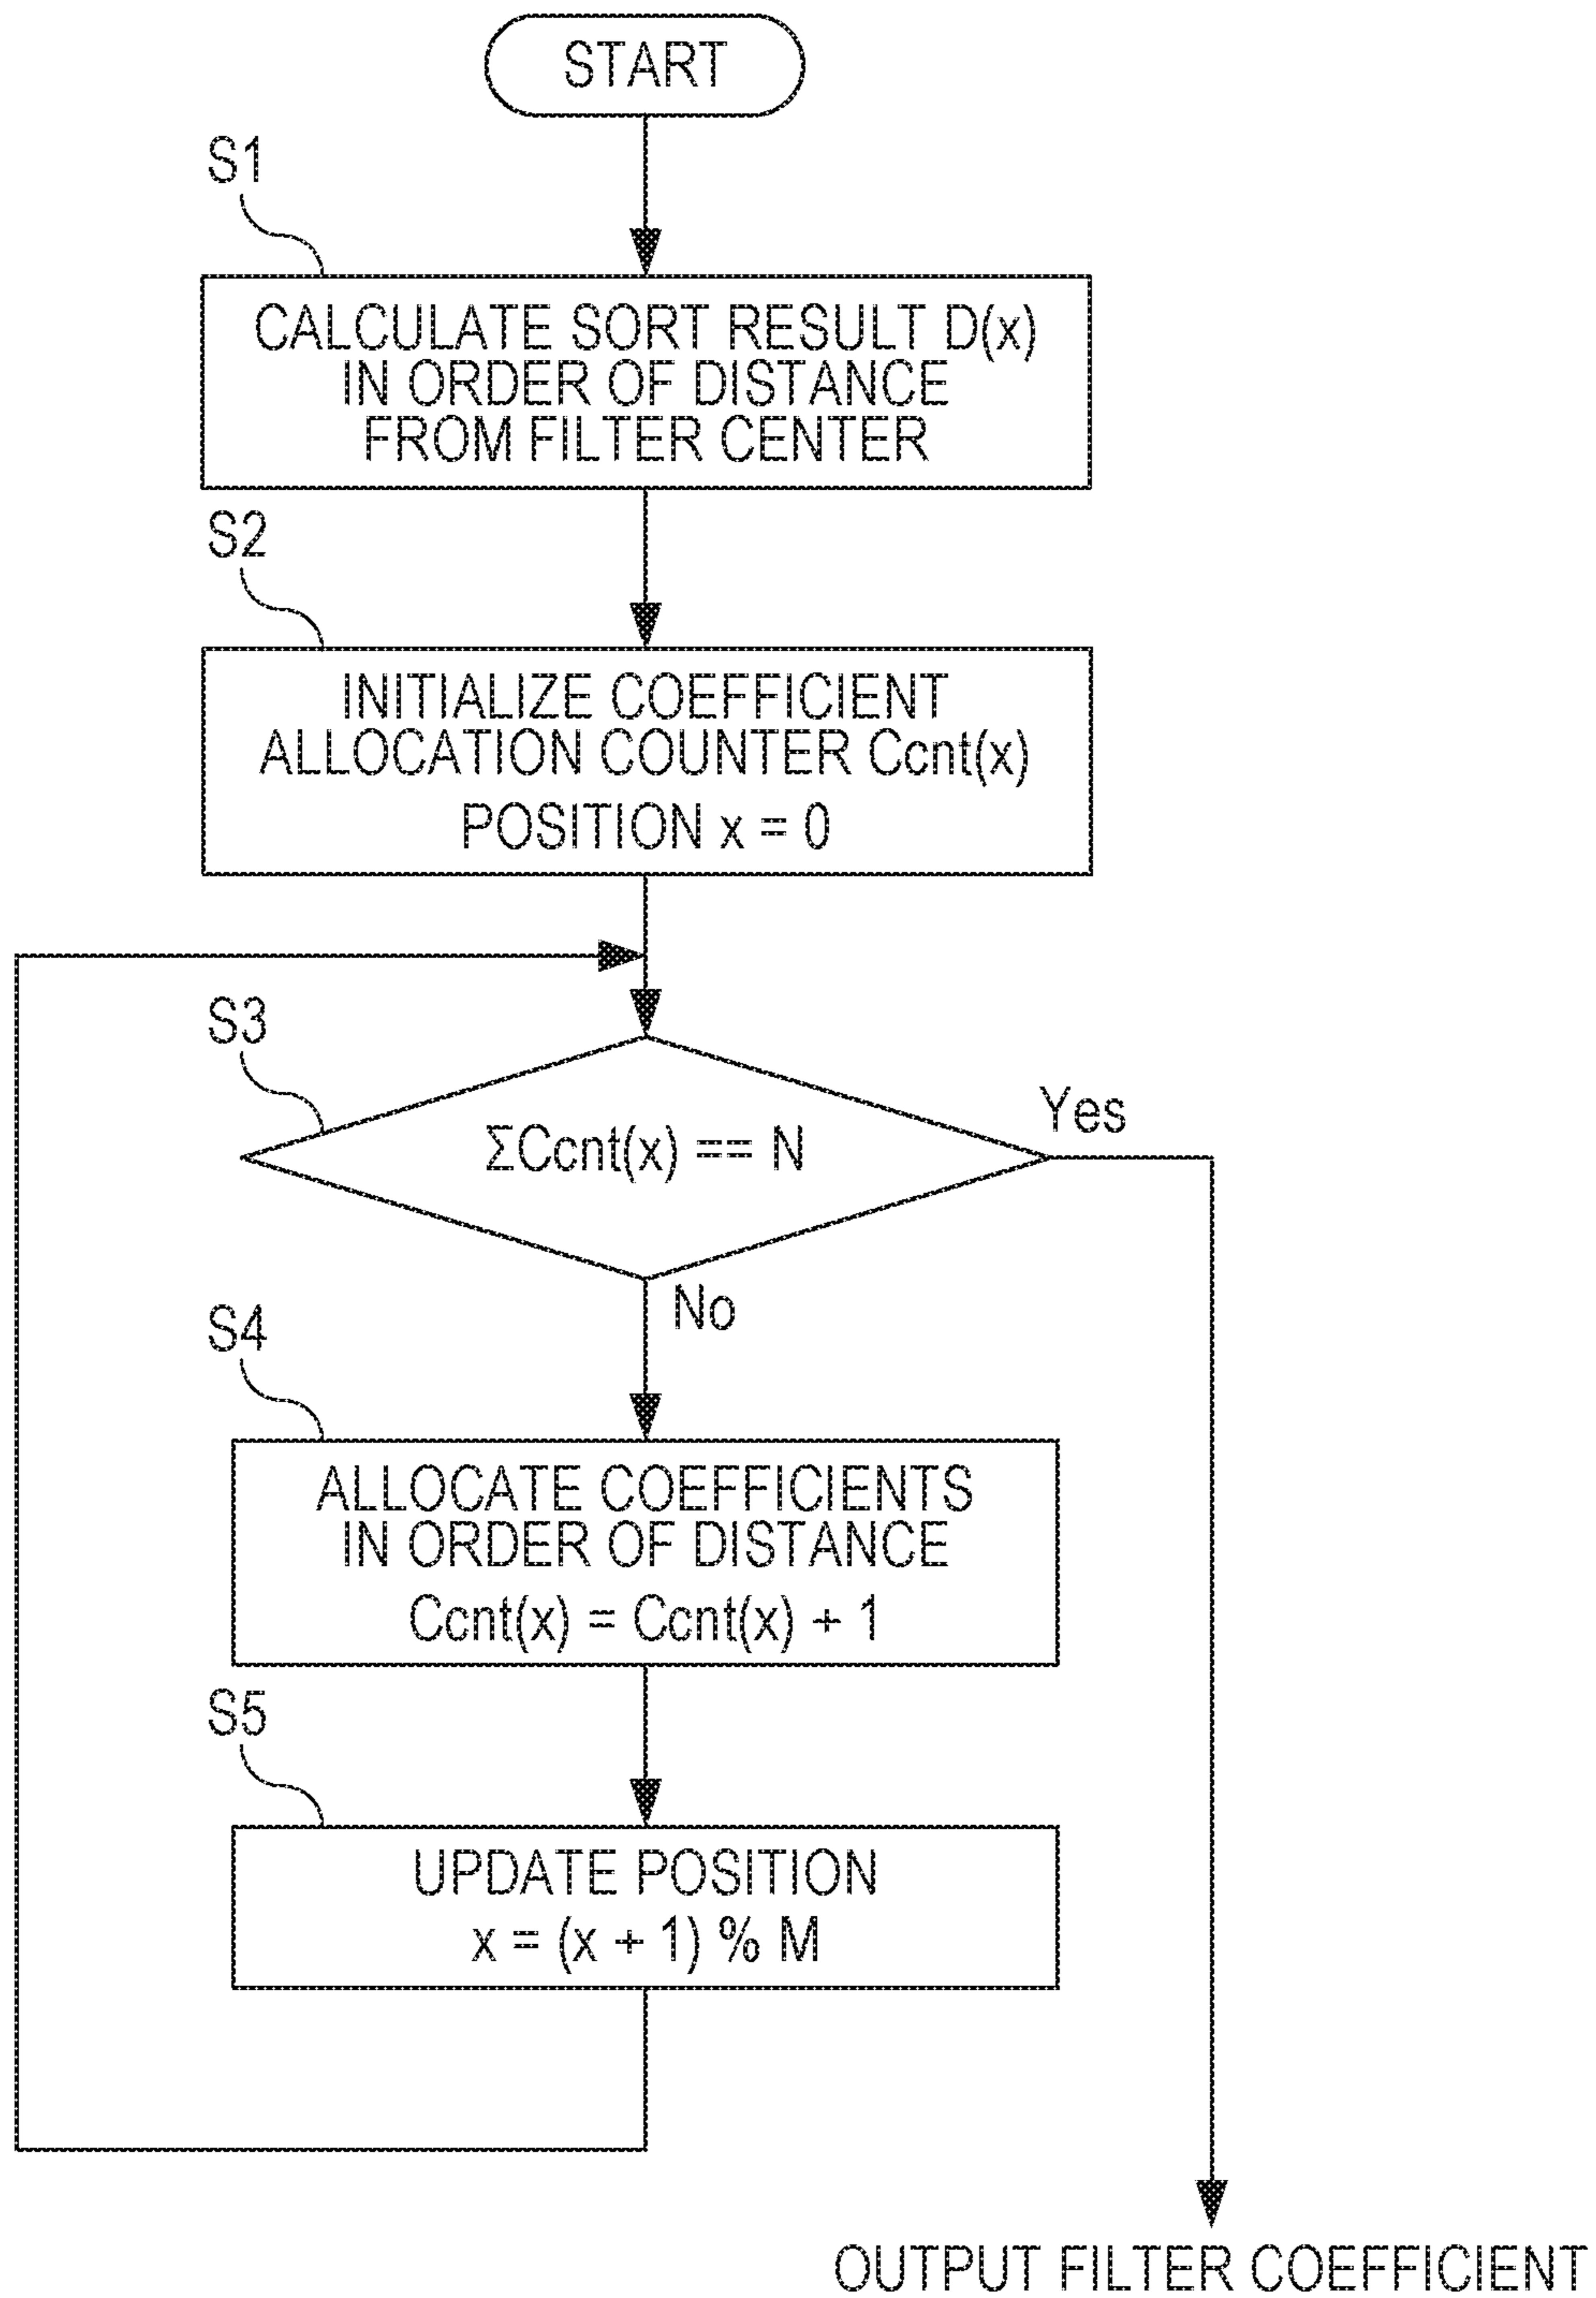 START
S1
CALCULATE SORT RESULT D(x)
IN ORDER OF DISTANCE
FROM FILTER CENTER
S2
INITIALIZE COEFFICIENT
ALLOCATION COUNTER Ccnt(x)
POSITION x = 0
S3
ΣCcnt(x) == N
Yes
No
S4
ALLOCATE COEFFICIENTS
IN ORDER OF DISTANCE
Ccnt(x) = Ccnt(x) + 1
S5
UPDATE POSITION
x = (x + 1) % M
OUTPUT FILTER COEFFICIENT